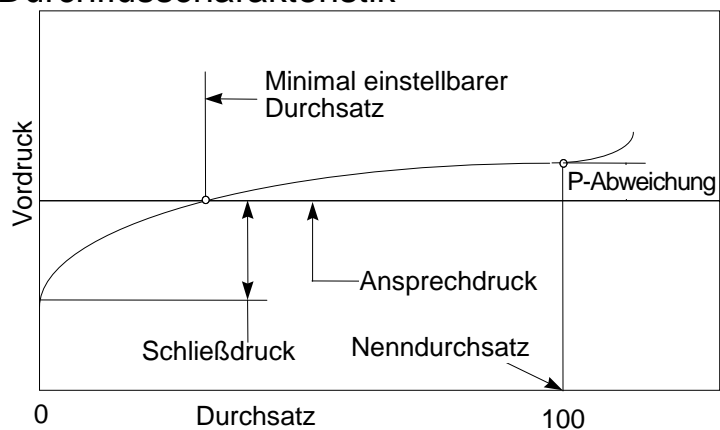 Minimal einstellbarer
Durchsatz
Vordruck
P-Abweichung
Ansprechdruck
Schließdruck
Nenndurchsatz
0
Durchsatz
100